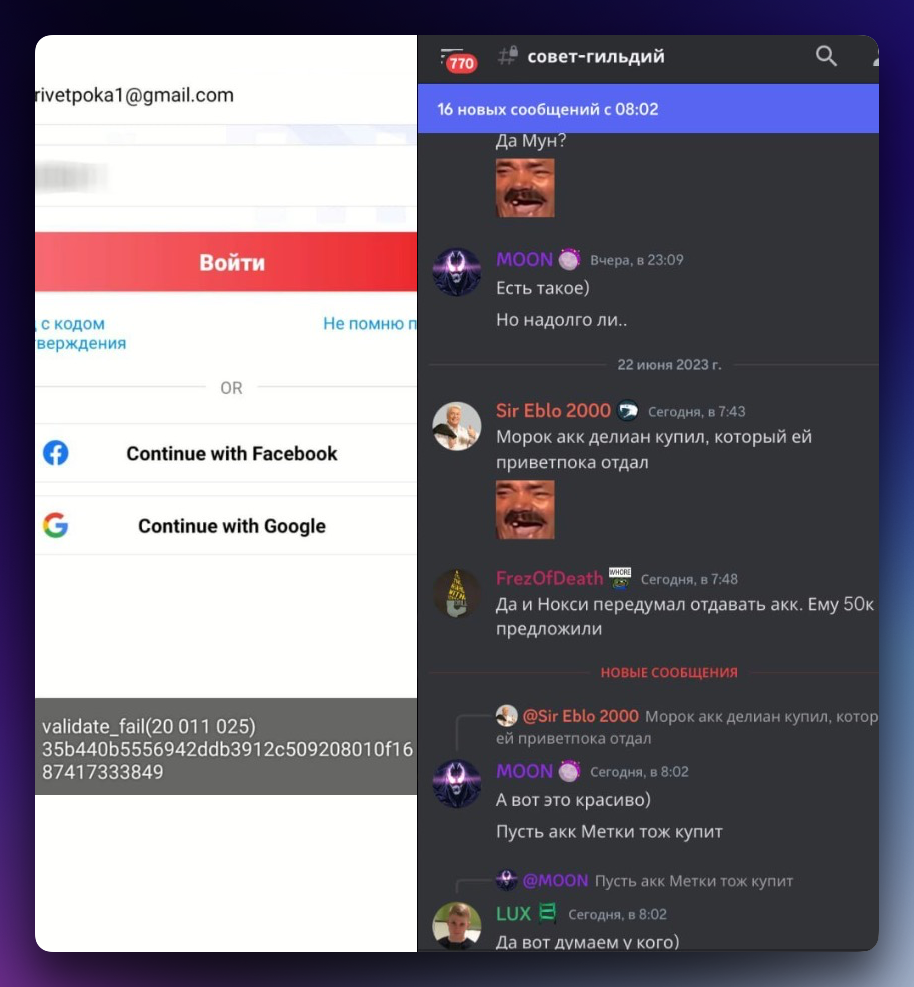 rivetpoka1@gmail.com
Войти
с кодом
верждения
Не помню п
OR
Continue with Facebook
Continue with Google
validate_fail(20 011 025)
35b440b5556942ddb3912c509208010f16
87417333849
770
совет-гильдий
16 новых сообщений с 08:02
Да Мун?
MOON Вчера, в 23:09
Есть такое)
Но надолго ли..
22 июня 2023 г.
Sir Eblo 2000 Сегодня, в 7:43
Морок акк делиан купил, который ей
приветпока отдал
FrezOfDeath WHORE Сегодня, в 7:48
Да и Нокси передумал отдавать акк. Ему 50к
предложили
НОВЫЕ СООБЩЕНИЯ
@Sir Eblo 2000 Морок акк делиан купил, котор
ей приветпока отдал
MOON Сегодня, в 8:02
А вот это красиво)
Пусть акк Метки тож купит
@MOON Пусть акк Метки тож купит
LUX Сегодня, в 8:02
Да вот думаем у кого)